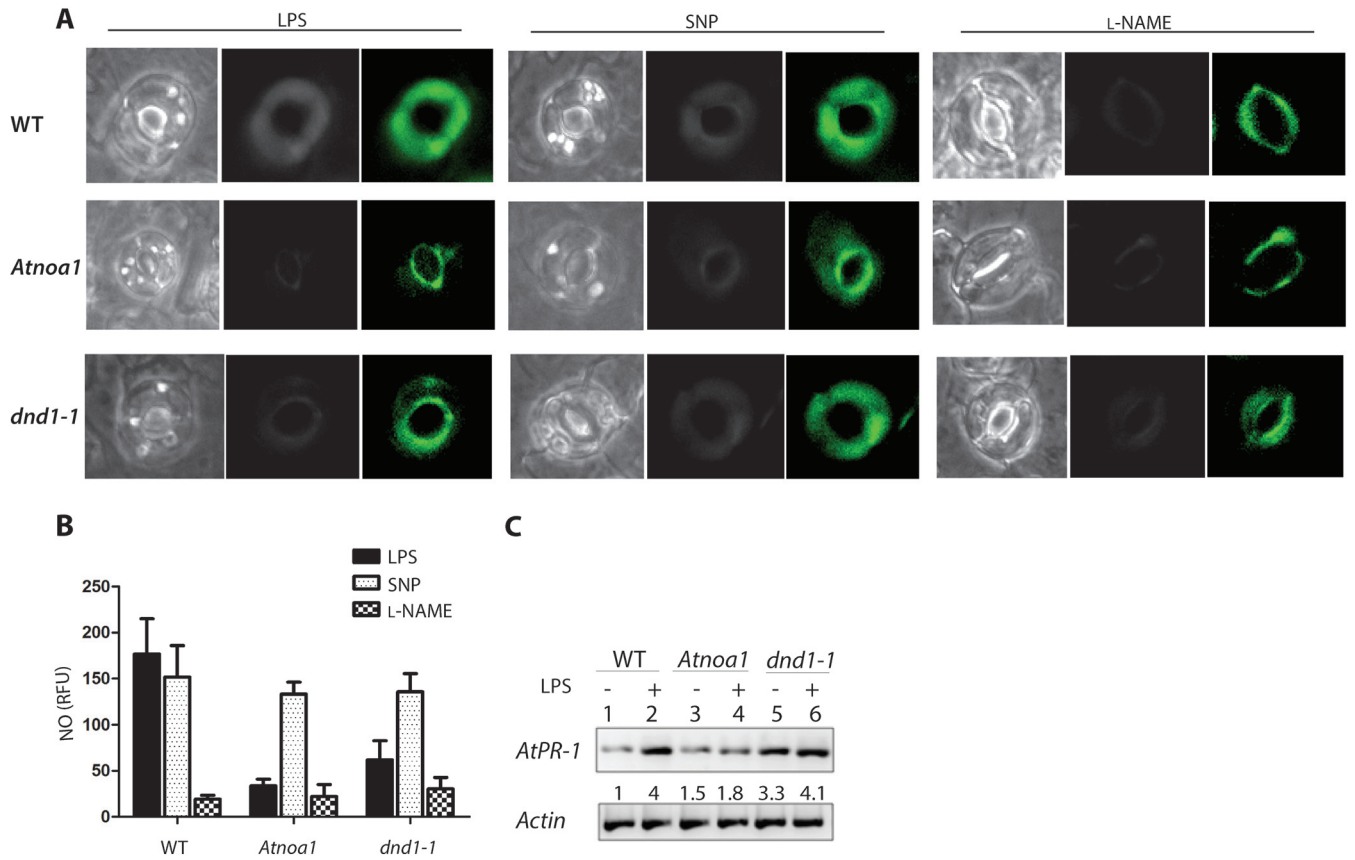 A
LPS SNP L-NAME
WT
Atnoa1
dnd1-1
B
LPS
SNP
L-NAME
NO (RFU)
250
200
150
100
50
0
WT Atnoa1 dnd1-1
C
WT Atnoa1 dnd1-1
LPS - + - + - +
1 2 3 4 5 6
AtPR-1
1 4 1.5 1.8 3.3 4.1
Actin